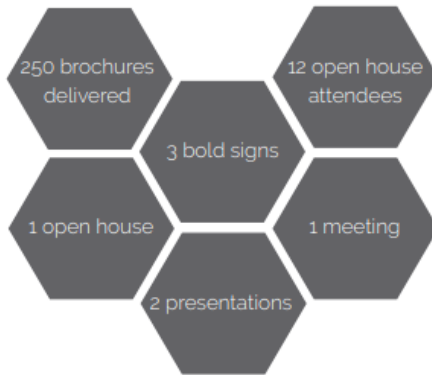 250 brochures
delivered
12 open house
attendees
3 bold signs
1 open house
1 meeting
2 presentations